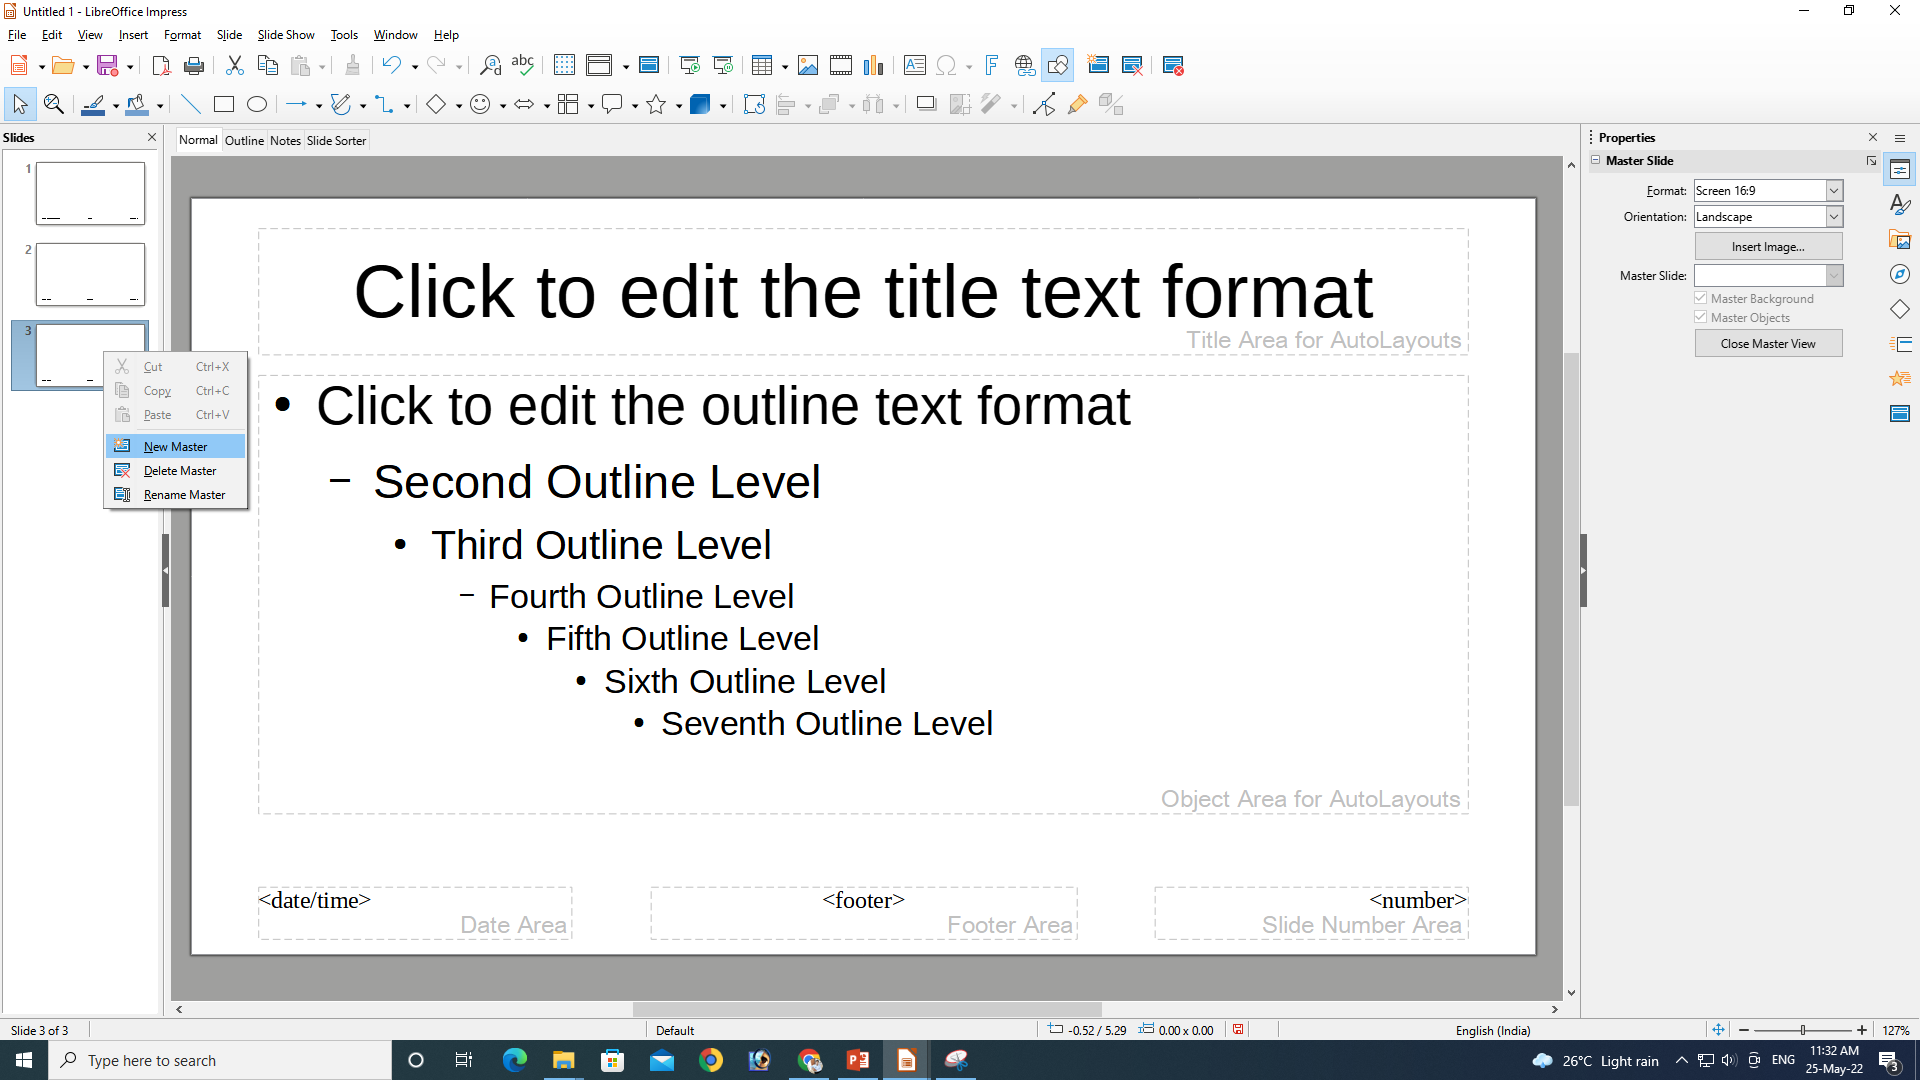 Untitled 1 - LibreOffice Impress
File Edit View Insert Format Slide Slide Show Tools Window Help
abc
Slides
Normal Outline Notes Slide Sorter
Properties
Master Slide
1
2
3
Format: Screen 16:9
Orientation: Landscape
Insert Image...
Master Slide:
Master Background
Master Objects
Close Master View
Cut Ctrl+X
Copy Ctrl+C
Paste Ctrl+V
New Master
Delete Master
Rename Master
Click to edit the title text format
Title Area for AutoLayouts
• Click to edit the outline text format
– Second Outline Level
• Third Outline Level
– Fourth Outline Level
• Fifth Outline Level
• Sixth Outline Level
• Seventh Outline Level
Object Area for AutoLayouts
<date/time>
Date Area
<footer>
Footer Area
<number>
Slide Number Area
Slide 3 of 3
Default
-0.52 / 5.29
0.00 x 0.00
English (India)
127%
Type here to search
26°C Light rain
ENG
11:32 AM
25-May-22
3